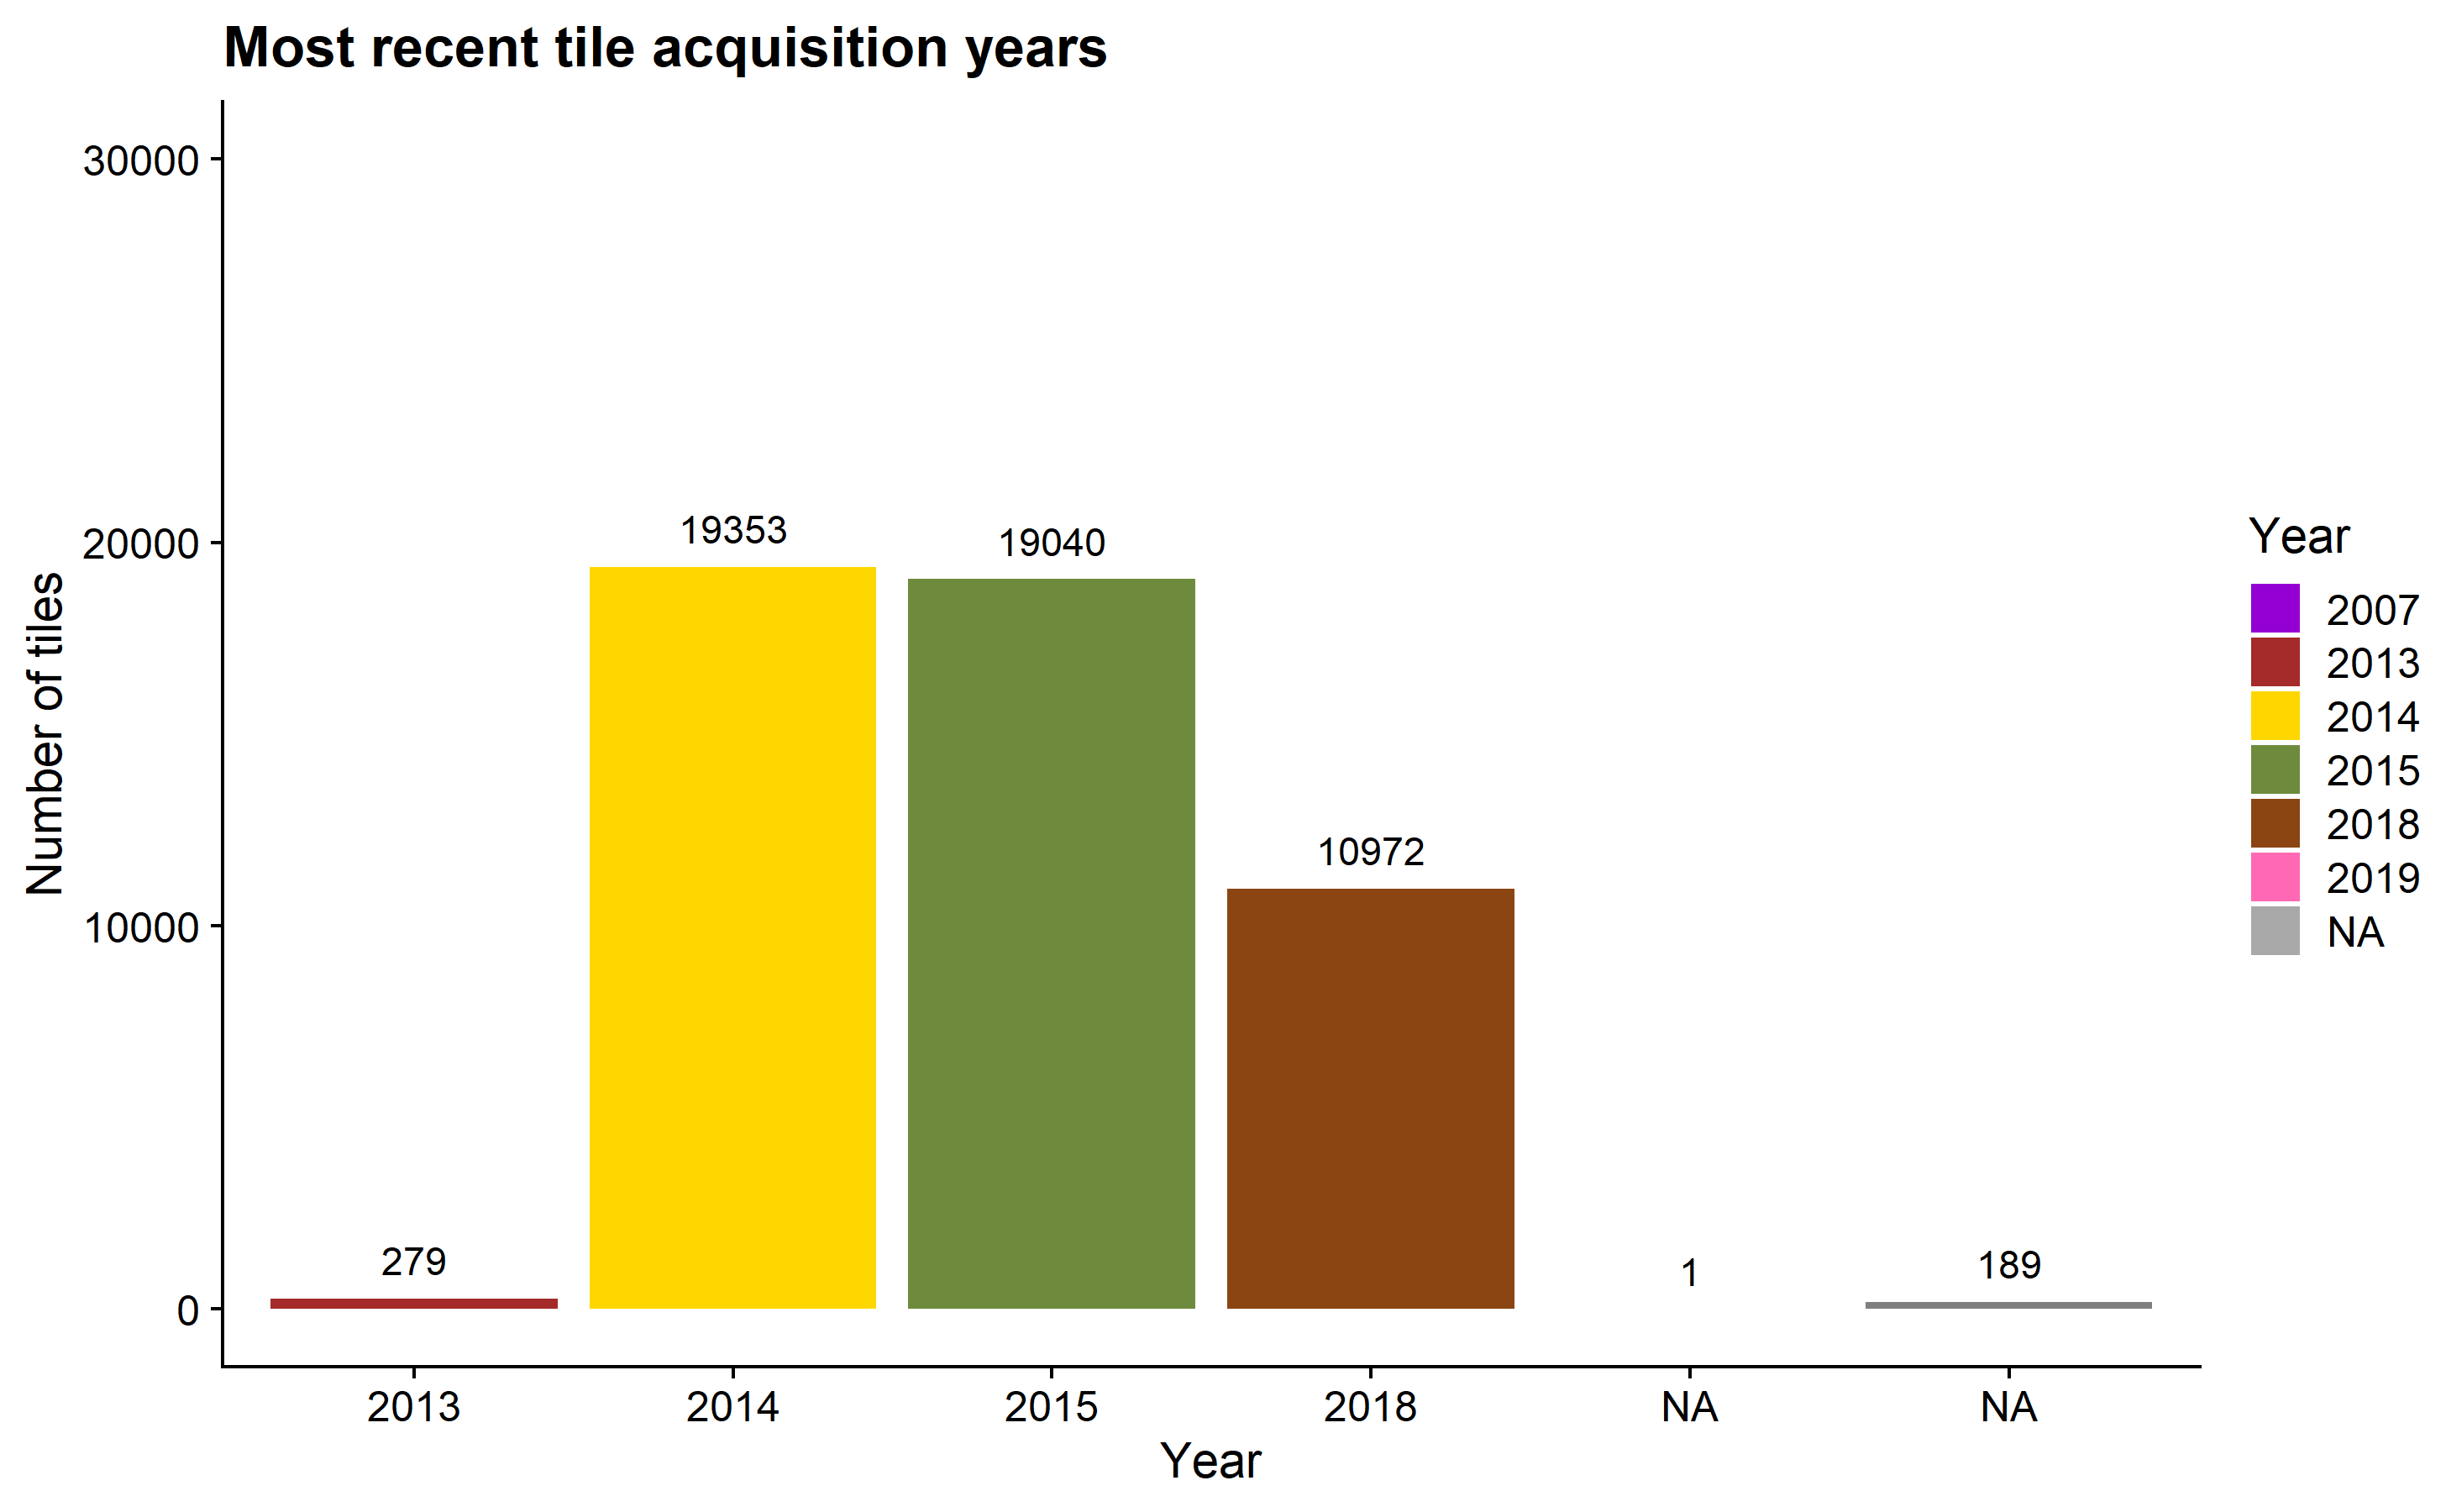 Most recent tile acquisition years
Number of tiles
30000
20000
10000
0
279
19353
19040
10972
1
189
2013
2014
2015
2018
NA
NA
Year
Year
2007
2013
2014
2015
2018
2019
NA